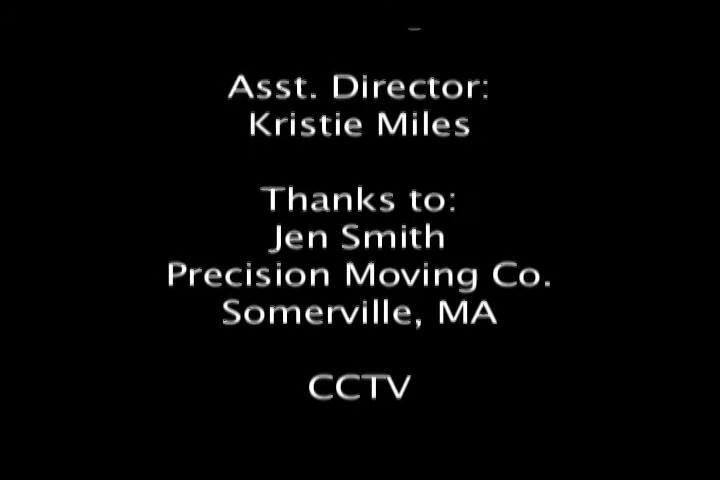 Asst. Director:
Kristie Miles
Thanks to:
Jen Smith
Precision Moving Co.
Somerville, MA
CCTV